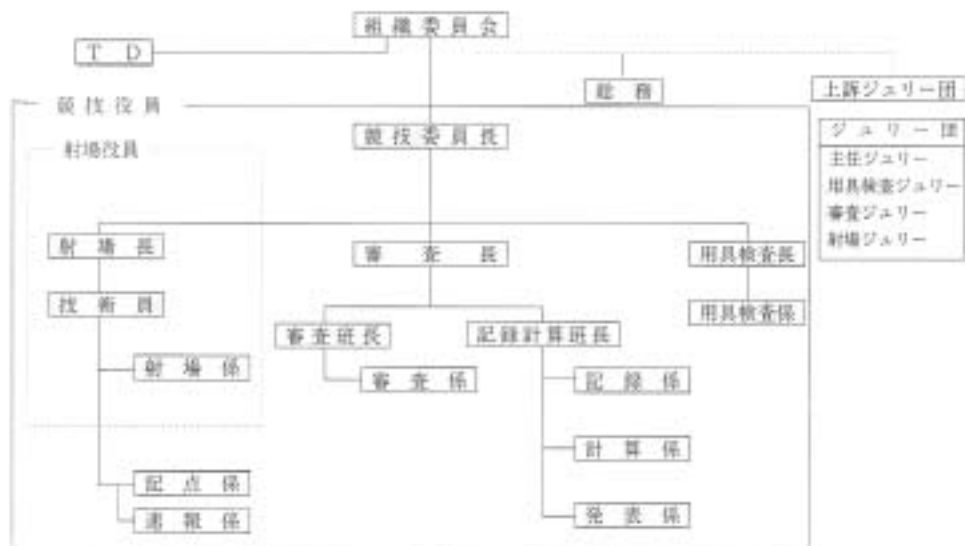 組織委員会
TD
総務
上訴ジュリー団
競技役員
競技委員長
ジュリー団
射場役員
主任ジュリー
用具検査ジュリー
審査ジュリー
射場ジュリー
射場長
審査長
用具検査長
技術員
用具検査係
審査班長
記録計算班長
射場係
審査係
記録係
計算係
記点係
速報係
発表係